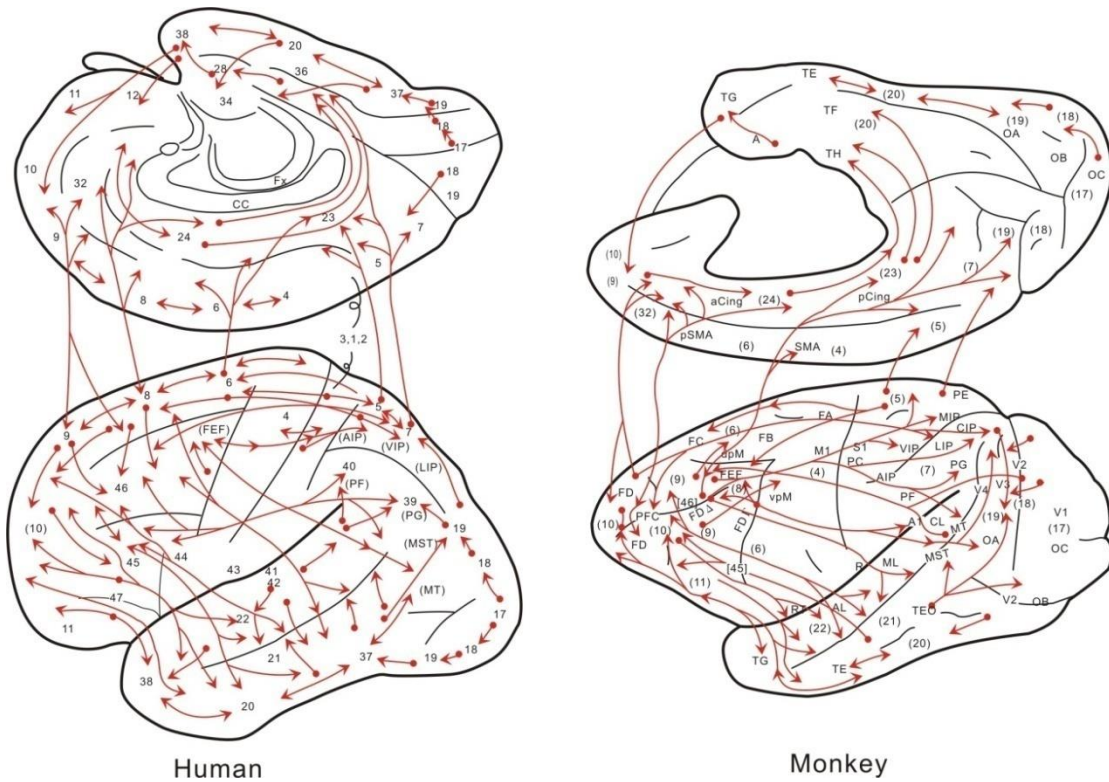 38
20
28
36
11
12
34
37
19
18
17
10
Fx
18
32
CC
19
23
7
9
24
5
8
6
4
3,1,2
6
8
5
4
9
(FEF)
7
(AIP)
(VIP)
40
(LIP)
46
(PF)
39
(10)
(PG)
19
44
(MST)
45
43
41
18
42
(MT)
47
22
17
11
21
37
19
18
38
20
Human
TE
TG
(20)
TF
(19)
(18)
(20)
OA
A
TH
OB
OC
(17)
(18)
(19)
(10)
(23)
(7)
(9)
aCing
(24)
pCing
(32)
pSMA
(5)
(6)
SMA
(4)
(5)
PE
FA
MIP
(6)
CIP
FC
FB
S1
VIP
LIP
dpM
M1
PC
V2
FEF
(4)
(7)
PG
(9)
AIP
FD
(8)
vpM
V4
V3
[46]
PF
(18)
PFC
FD Δ
V1
(10)
(10)
A1
CL
(19)
(17)
(9)
MT
FD
OA
OC
(6)
MST
[45]
R
ML
(11)
V2
OB
RT
AL
TEO
(22)
(21)
(20)
TG
TE
Monkey